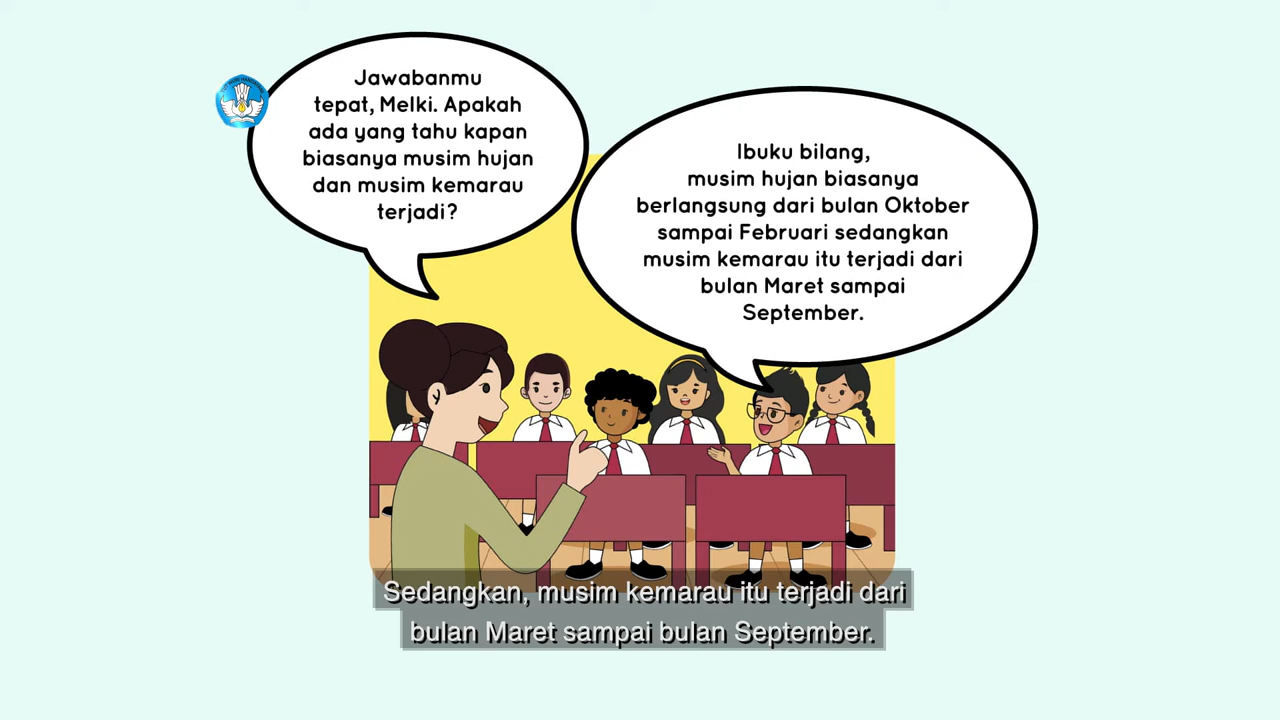 Jawabanmu
tepat, Melki. Apakah
ada yang tahu kapan
biasanya musim hujan
dan musim kemarau
terjadi?
Ibuku bilang,
musim hujan biasanya
berlangsung dari bulan Oktober
sampai Februari sedangkan
musim kemarau itu terjadi dari
bulan Maret sampai
September.
Sedangkan, musim kemarau itu terjadi dari
bulan Maret sampai bulan September.